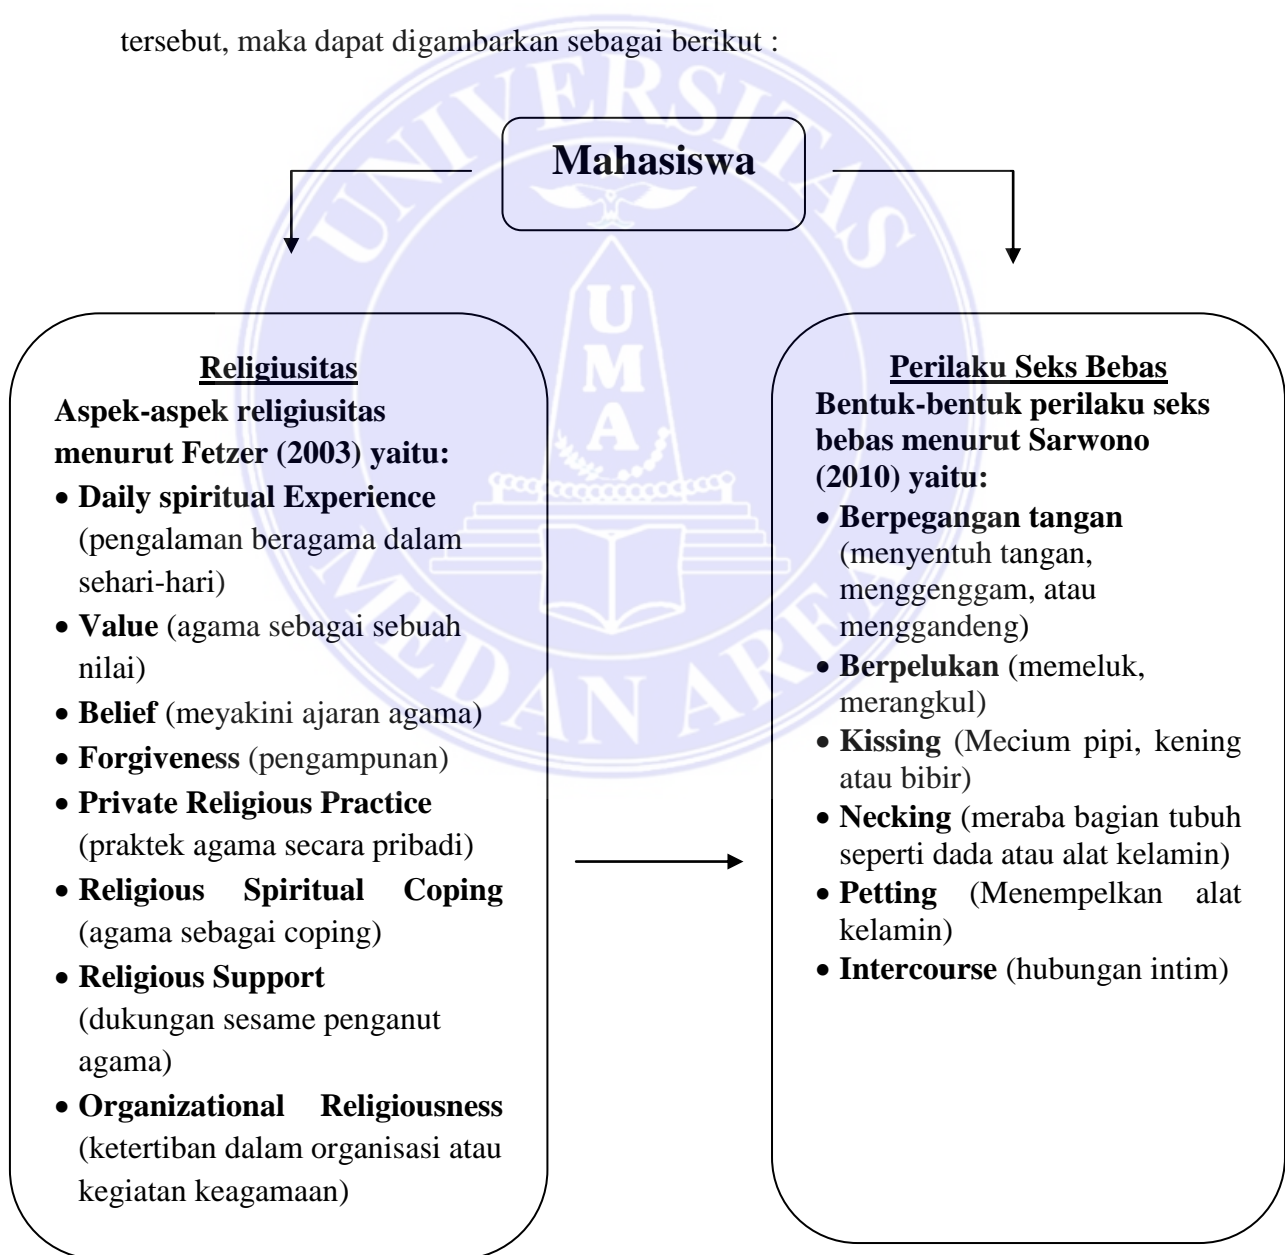 tersebut, maka dapat digambarkan sebagai berikut :
Mahasiswa
Religiusitas
Aspek-aspek religiusitas
menurut Fetzer (2003) yaitu:
• Daily spiritual Experience
(pengalaman beragama dalam
sehari-hari)
• Value (agama sebagai sebuah
nilai)
• Belief (meyakini ajaran agama)
• Forgiveness (pengampunan)
• Private Religious Practice
(praktek agama secara pribadi)
• Religious Spiritual Coping
(agama sebagai coping)
• Religious Support
(dukungan sesame penganut
agama)
• Organizational Religiousness
(ketertiban dalam organisasi atau
kegiatan keagamaan)
Perilaku Seks Bebas
Bentuk-bentuk perilaku seks
bebas menurut Sarwono
(2010) yaitu:
• Berpegangan tangan
(menyentuh tangan,
menggenggam, atau
menggandeng)
• Berpelukan (memeluk,
merangkul)
• Kissing (Mecium pipi, kening
atau bibir)
• Necking (meraba bagian tubuh
seperti dada atau alat kelamin)
• Petting (Menempelkan alat
kelamin)
• Intercourse (hubungan intim)
UNIVERSITAS
MEDAN AREA
U
M
A